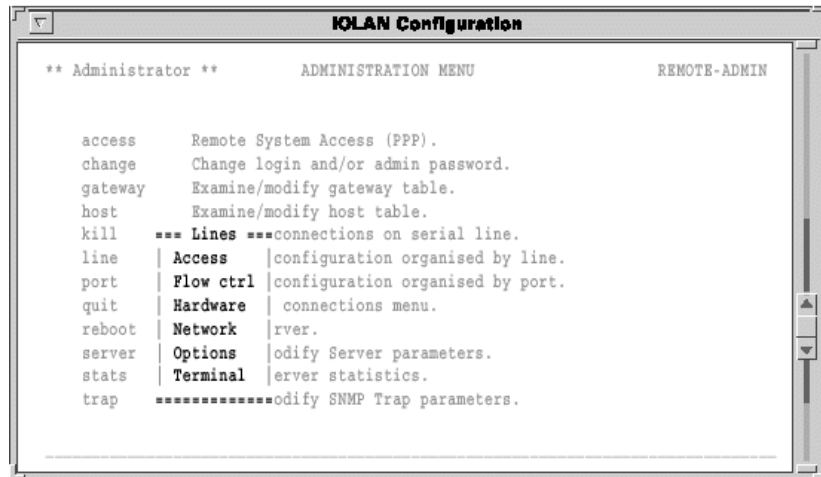 IOLAN Configuration
** Administrator ** ADMINISTRATION MENU REMOTE-ADMIN
access Remote System Access (PPP).
change Change login and/or admin password.
gateway Examine/modify gateway table.
host Examine/modify host table.
kill === Lines ===connections on serial line.
line | Access |configuration organised by line.
port | Flow ctrl |configuration organised by port.
quit | Hardware | connections menu.
reboot | Network |rver.
server | Options |odify Server parameters.
stats | Terminal |erver statistics.
trap =============odify SNMP Trap parameters.